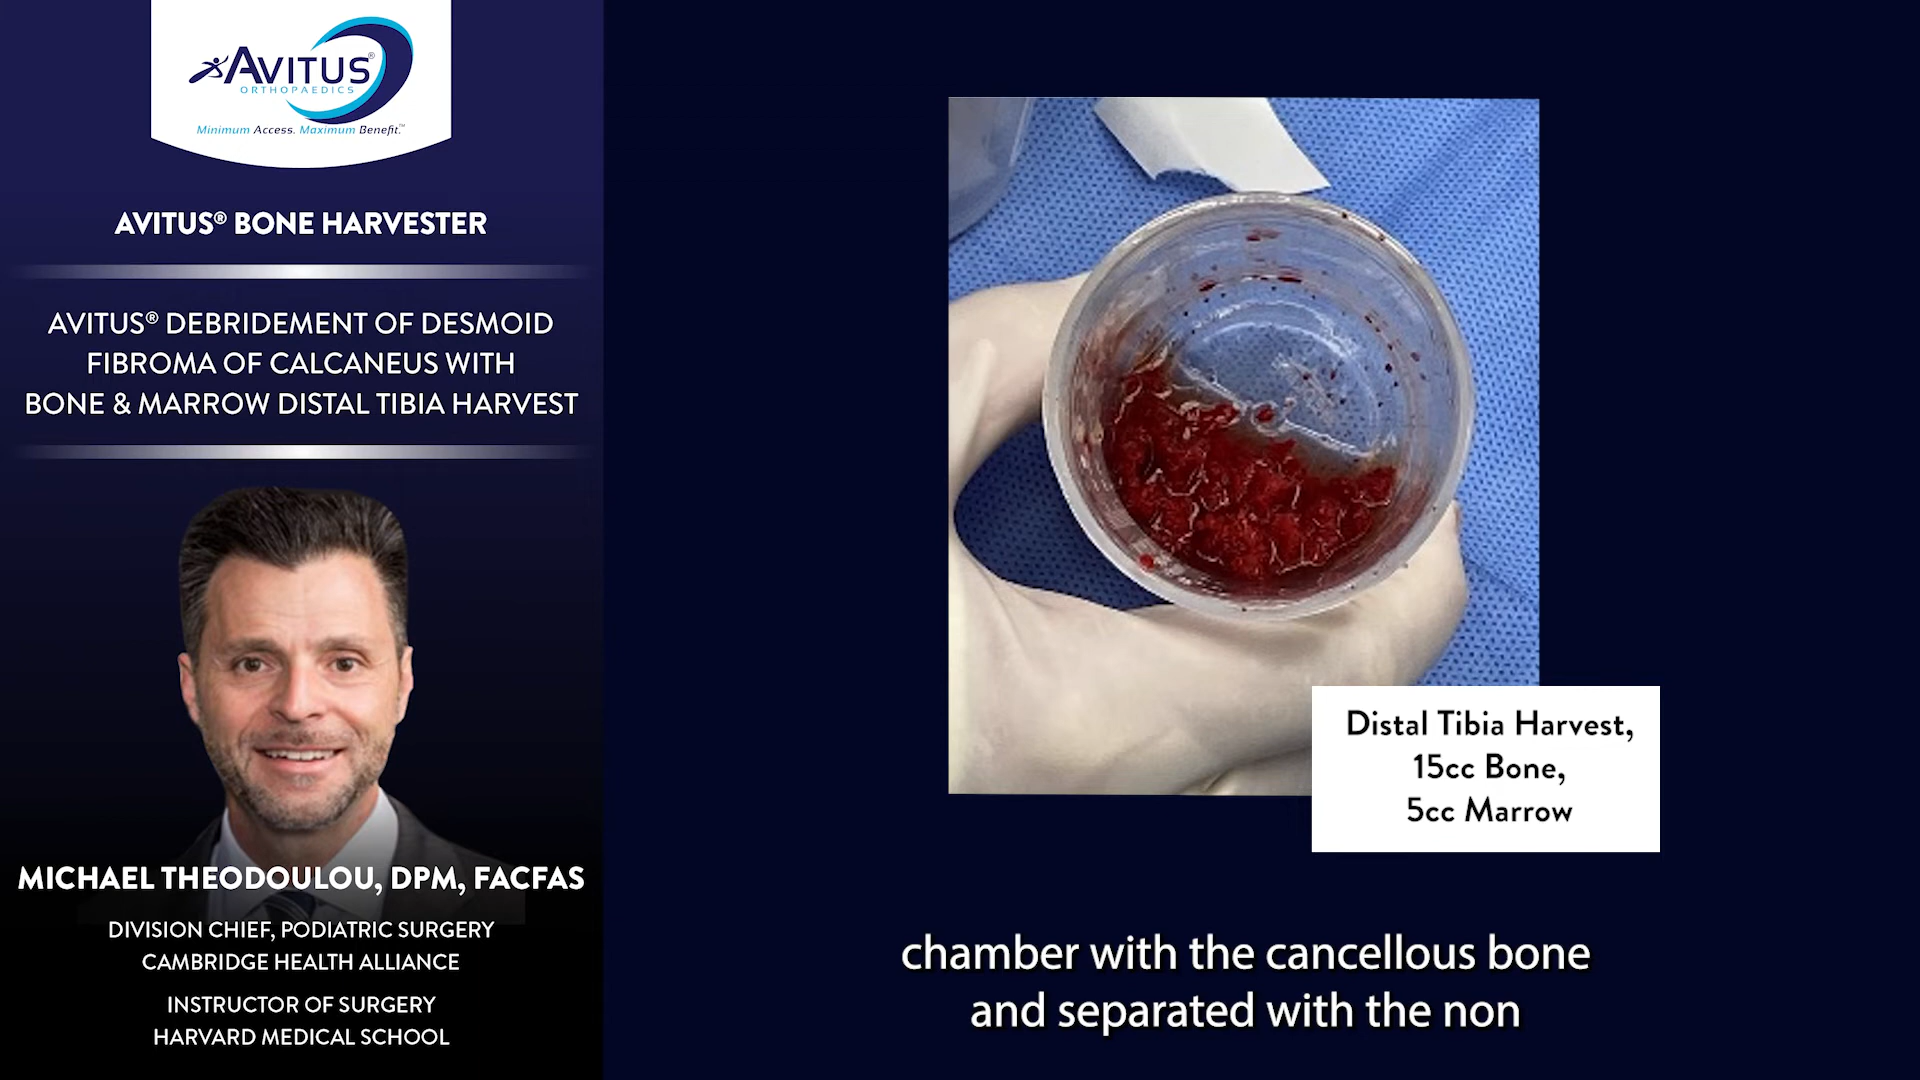 AVITUS®
ORTHOPAEDICS
Minimum Access. Maximum Benefit.™
AVITUS® BONE HARVESTER
AVITUS® DEBRIDEMENT OF DESMOID
FIBROMA OF CALCANEUS WITH
BONE & MARROW DISTAL TIBIA HARVEST
MICHAEL THEODOULOU, DPM, FACFAS
DIVISION CHIEF, PODIATRIC SURGERY
CAMBRIDGE HEALTH ALLIANCE
INSTRUCTOR OF SURGERY
HARVARD MEDICAL SCHOOL
Distal Tibia Harvest,
15cc Bone,
5cc Marrow
chamber with the cancellous bone
and separated with the non